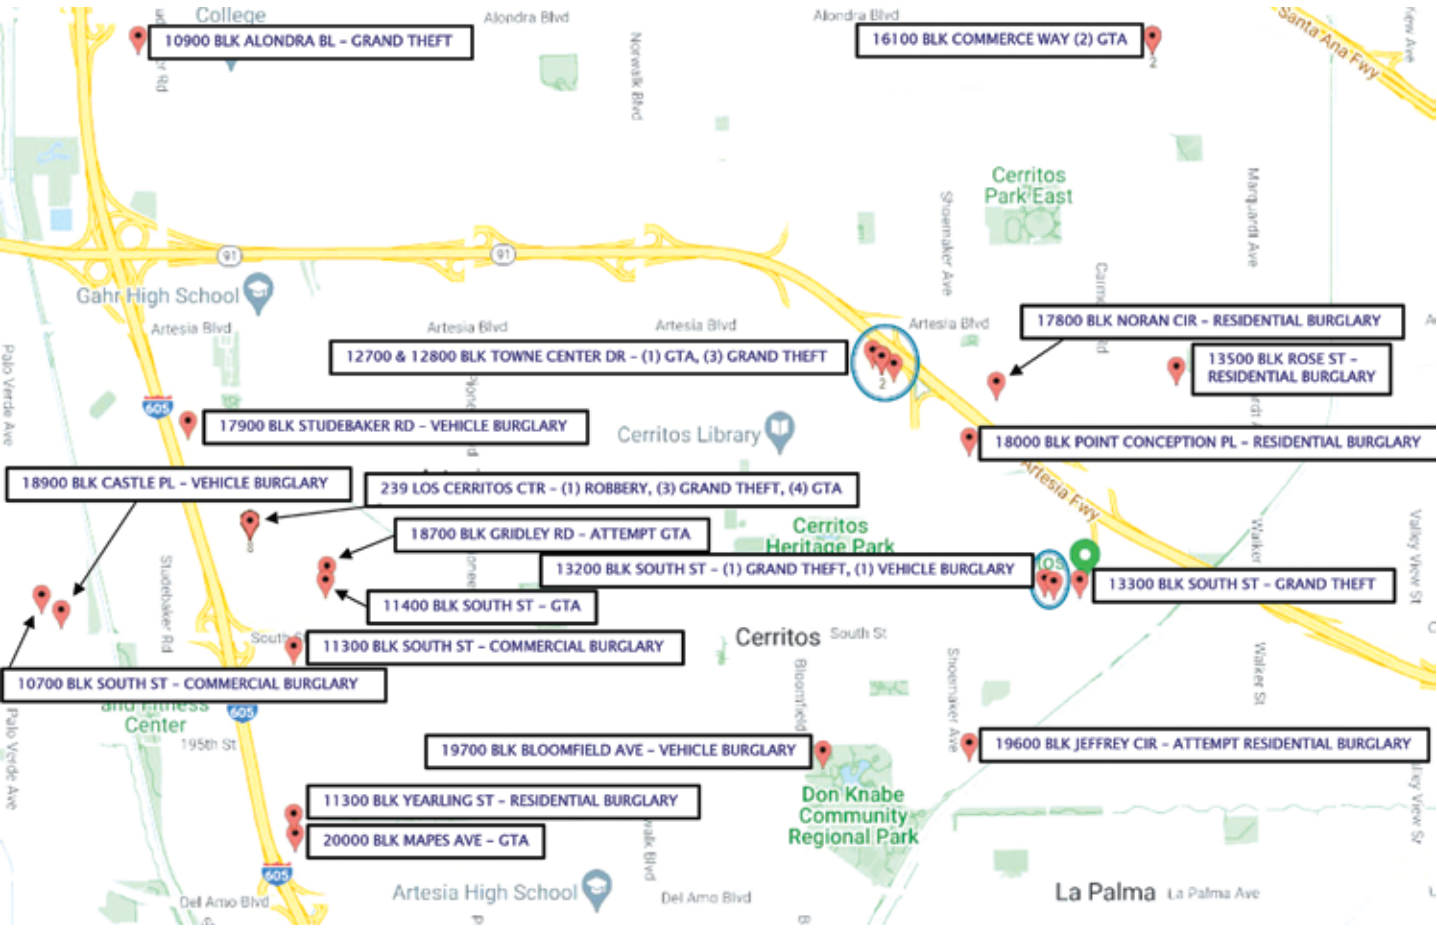 College
Alondra Blvd
Alondra Blvd
Santa Ana Fwy
10900 BLK ALONDRA BL – GRAND THEFT
16100 BLK COMMERCE WAY (2) GTA
2
Norwalk Blvd
Cerritos
Park East
Shoemaker Ave
Marquardt Ave
91
91
Gahr High School
Artesia Blvd
Artesia Blvd
Artesia Blvd
Artesia Blvd
17800 BLK NORAN CIR – RESIDENTIAL BURGLARY
12700 & 12800 BLK TOWNE CENTER DR – (1) GTA, (3) GRAND THEFT
2
13500 BLK ROSE ST –
RESIDENTIAL BURGLARY
Palo Verde Ave
605
17900 BLK STUDEBAKER RD – VEHICLE BURGLARY
Cerritos Library
18000 BLK POINT CONCEPTION PL – RESIDENTIAL BURGLARY
Artesia Fwy
18900 BLK CASTLE PL – VEHICLE BURGLARY
239 LOS CERRITOS CTR – (1) ROBBERY, (3) GRAND THEFT, (4) GTA
8
18700 BLK GRIDLEY RD – ATTEMPT GTA
Cerritos
Heritage Park
Walker
Valley View St
13200 BLK SOUTH ST – (1) GRAND THEFT, (1) VEHICLE BURGLARY
13300 BLK SOUTH ST – GRAND THEFT
Studebaker Rd
11400 BLK SOUTH ST – GTA
South St
Cerritos
South St
11300 BLK SOUTH ST – COMMERCIAL BURGLARY
10700 BLK SOUTH ST – COMMERCIAL BURGLARY
Bloomfield
Shoemaker Ave
Walker St
and Fitness
Center
605
Palo Verde Ave
195th St
19700 BLK BLOOMFIELD AVE – VEHICLE BURGLARY
19600 BLK JEFFREY CIR – ATTEMPT RESIDENTIAL BURGLARY
11300 BLK YEARLING ST – RESIDENTIAL BURGLARY
Don Knabe
Community
Regional Park
20000 BLK MAPES AVE – GTA
605
Del Amo Blvd
Artesia High School
Del Amo Blvd
La Palma
La Palma Ave